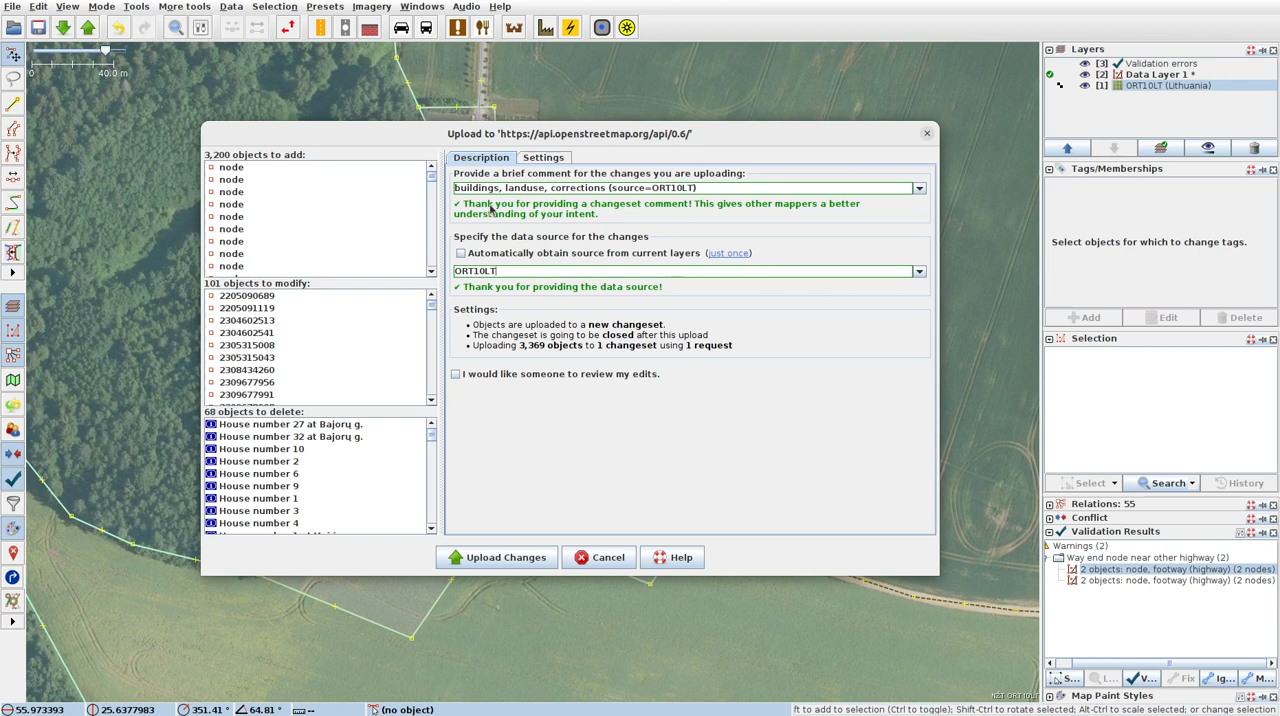 File Edit View Mode Tools More tools Data Selection Presets Imagery Windows Audio Help
0 40.0 m
Upload to 'https://api.openstreetmap.org/api/0.6/'
3,200 objects to add:
node
node
node
node
node
node
node
node
node
101 objects to modify:
2205090689
2205091119
2304602513
2304602541
2305315008
2305315043
2308434260
2309677956
2309677991
68 objects to delete:
House number 27 at Bajorų g.
House number 32 at Bajorų g.
House number 10
House number 2
House number 6
House number 9
House number 1
House number 3
House number 4
Description Settings
Provide a brief comment for the changes you are uploading:
buildings, landuse, corrections (source=ORT10LT)
✔ Thank you for providing a changeset comment! This gives other mappers a better
understanding of your intent.
Specify the data source for the changes
Automatically obtain source from current layers (just once)
ORT10LT
✔ Thank you for providing the data source!
Settings:
• Objects are uploaded to a new changeset.
• The changeset is going to be closed after this upload
• Uploading 3,369 objects to 1 changeset using 1 request
I would like someone to review my edits.
Upload Changes Cancel Help
Layers
[3] Validation errors
[2] Data Layer 1 *
[1] ORT10LT (Lithuania)
Tags/Memberships
Select objects for which to change tags.
Add Edit Delete
Selection
Select Search History
Relations: 55
Conflict
Validation Results
Warnings (2)
Way end node near other highway (2)
2 objects: node, footway (highway) (2 nodes)
2 objects: node, footway (highway) (2 nodes)
S... L... V... Fix Ig... M...
Map Paint Styles
NŽT ORT10LT
55.973393 25.6377983 351.41 ° 64.81 ° -- (no object)
ft to add to selection (Ctrl to toggle); Shift-Ctrl to rotate selected; Alt-Ctrl to scale selected; or change selection